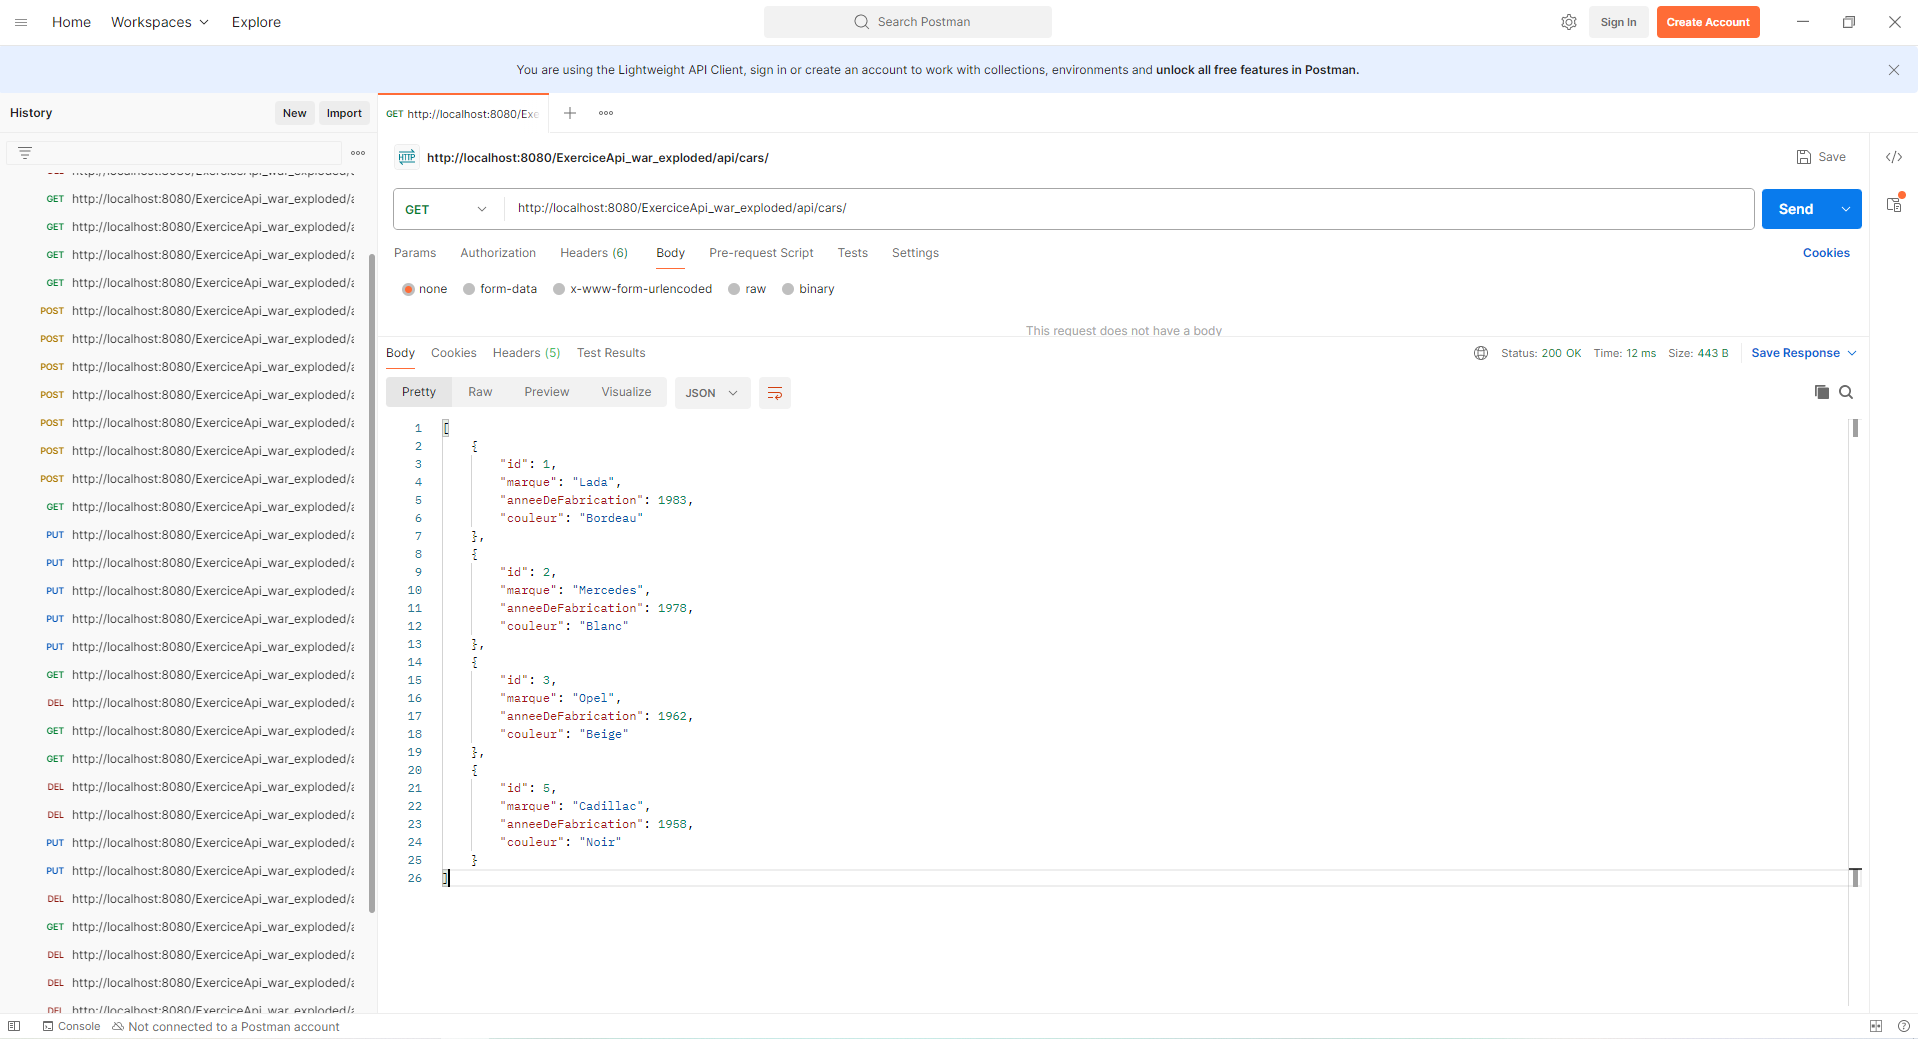 Home Workspaces Explore Search Postman Sign In Create Account
You are using the Lightweight API Client, sign in or create an account to work with collections, environments and unlock all free features in Postman.
History New Import
GET http://localhost:8080/ExerciceApi_war_exploded/a
GET http://localhost:8080/ExerciceApi_war_exploded/a
GET http://localhost:8080/ExerciceApi_war_exploded/a
GET http://localhost:8080/ExerciceApi_war_exploded/a
POST http://localhost:8080/ExerciceApi_war_exploded/a
POST http://localhost:8080/ExerciceApi_war_exploded/a
POST http://localhost:8080/ExerciceApi_war_exploded/a
POST http://localhost:8080/ExerciceApi_war_exploded/a
POST http://localhost:8080/ExerciceApi_war_exploded/a
POST http://localhost:8080/ExerciceApi_war_exploded/a
POST http://localhost:8080/ExerciceApi_war_exploded/a
GET http://localhost:8080/ExerciceApi_war_exploded/a
PUT http://localhost:8080/ExerciceApi_war_exploded/a
PUT http://localhost:8080/ExerciceApi_war_exploded/a
PUT http://localhost:8080/ExerciceApi_war_exploded/a
PUT http://localhost:8080/ExerciceApi_war_exploded/a
PUT http://localhost:8080/ExerciceApi_war_exploded/a
GET http://localhost:8080/ExerciceApi_war_exploded/a
DEL http://localhost:8080/ExerciceApi_war_exploded/a
GET http://localhost:8080/ExerciceApi_war_exploded/a
GET http://localhost:8080/ExerciceApi_war_exploded/a
DEL http://localhost:8080/ExerciceApi_war_exploded/a
DEL http://localhost:8080/ExerciceApi_war_exploded/a
PUT http://localhost:8080/ExerciceApi_war_exploded/a
PUT http://localhost:8080/ExerciceApi_war_exploded/a
DEL http://localhost:8080/ExerciceApi_war_exploded/a
GET http://localhost:8080/ExerciceApi_war_exploded/a
DEL http://localhost:8080/ExerciceApi_war_exploded/a
DEL http://localhost:8080/ExerciceApi_war_exploded/a
DEL http://localhost:8080/ExerciceApi_war_exploded/a
GET http://localhost:8080/Exe
HTTP http://localhost:8080/ExerciceApi_war_exploded/api/cars/ Save </>
GET http://localhost:8080/ExerciceApi_war_exploded/api/cars/ Send
Params Authorization Headers (6) Body Pre-request Script Tests Settings Cookies
none form-data x-www-form-urlencoded raw binary
This request does not have a body
Body Cookies Headers (5) Test Results Status: 200 OK Time: 12 ms Size: 443 B Save Response
Pretty Raw Preview Visualize JSON
1 [
2 {
3 "id": 1,
4 "marque": "Lada",
5 "anneeDeFabrication": 1983,
6 "couleur": "Bordeau"
7 },
8 {
9 "id": 2,
10 "marque": "Mercedes",
11 "anneeDeFabrication": 1978,
12 "couleur": "Blanc"
13 },
14 {
15 "id": 3,
16 "marque": "Opel",
17 "anneeDeFabrication": 1962,
18 "couleur": "Beige"
19 },
20 {
21 "id": 5,
22 "marque": "Cadillac",
23 "anneeDeFabrication": 1958,
24 "couleur": "Noir"
25 }
26 ]
Console Not connected to a Postman account